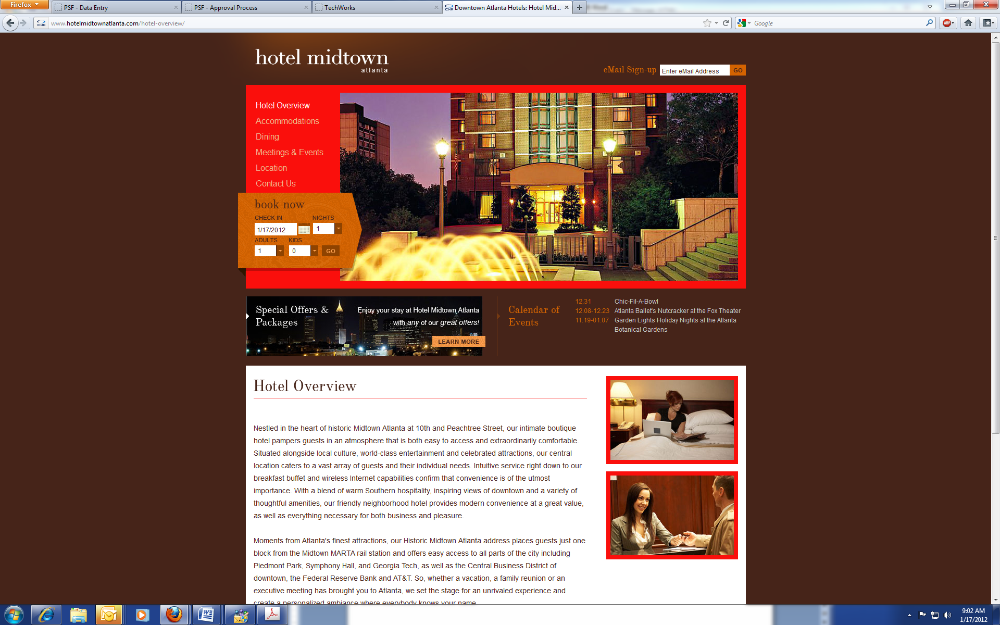 Firefox
PSF - Data Entry
PSF - Approval Process
TechWorks
Downtown Atlanta Hotels: Hotel Mid...
CHA
www.hotelmidtownatlanta.com/hotel-overview/
Google
ABP
hotel midtown
atlanta
eMail Sign-up
Enter eMail Address
GO
Hotel Overview
Accommodations
Dining
Meetings & Events
Location
Contact Us
book now
CHECK IN
NIGHTS
1/17/2012
1
ADULTS
KIDS
1
0
GO
Special Offers &
Packages
Enjoy your stay at Hotel Midtown Atlanta
with any of our great offers!
LEARN MORE
Calendar of
Events
12.31 Chic-Fil-A-Bowl
12.08-12.23 Atlanta Ballet's Nutcracker at the Fox Theater
11.19-01.07 Garden Lights Holiday Nights at the Atlanta
Botanical Gardens
Hotel Overview
Nestled in the heart of historic Midtown Atlanta at 10th and Peachtree Street, our intimate boutique
hotel pampers guests in an atmosphere that is both easy to access and extraordinarily comfortable.
Situated alongside local culture, world-class entertainment and celebrated attractions, our central
location caters to a vast array of guests and their individual needs. Intuitive service right down to our
breakfast buffet and wireless Internet capabilities confirm that convenience is of the utmost
importance. With a blend of warm Southern hospitality, inspiring views of downtown and a variety of
thoughtful amenities, our friendly neighborhood hotel provides modern convenience at a great value,
as well as everything necessary for both business and pleasure.
Moments from Atlanta's finest attractions, our Historic Midtown Atlanta address places guests just one
block from the Midtown MARTA rail station and offers easy access to all parts of the city including
Piedmont Park, Symphony Hall, and Georgia Tech, as well as the Central Business District of
downtown, the Federal Reserve Bank and AT&T. So, whether a vacation, a family reunion or an
executive meeting has brought you to Atlanta, we set the stage for an unrivaled experience and
create a personalized ambiance where everybody knows your name.
9:02 AM
1/17/2012